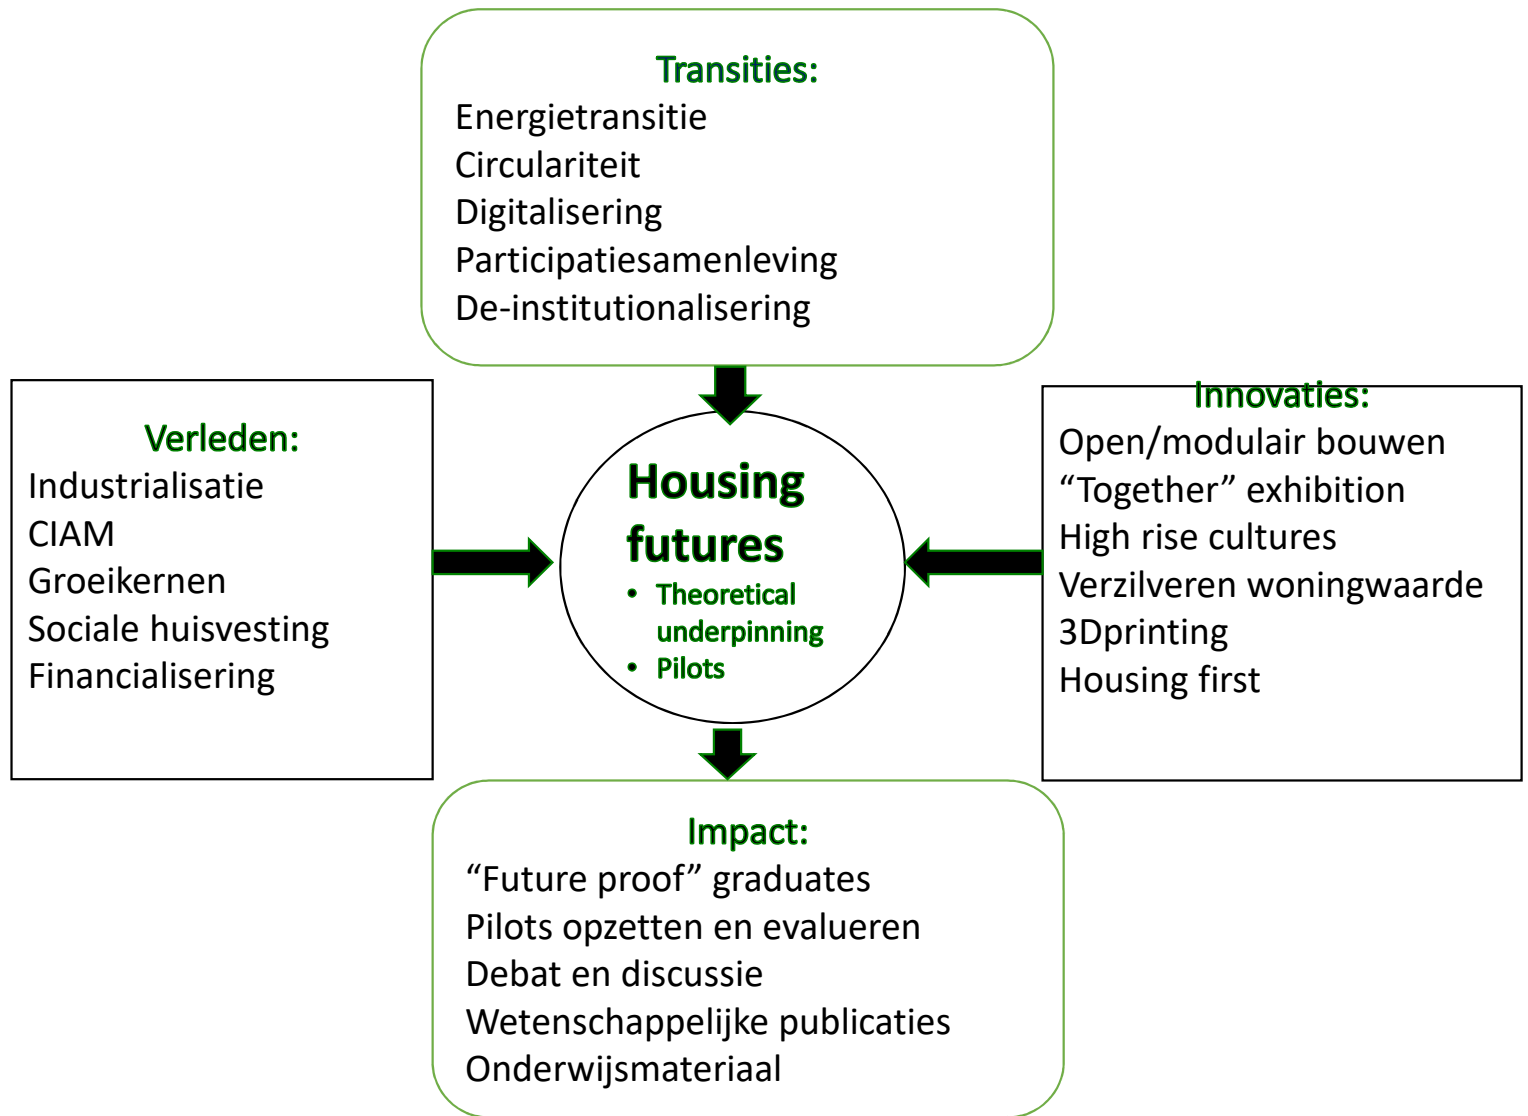 Transities:
Energietransitie
Circulariteit
Digitalisering
Participatiesamenleving
De-institutionalisering
Verleden:
Industrialisatie
CIAM
Groeikernen
Sociale huisvesting
Financialisering
Housing
futures
• Theoretical
underpinning
• Pilots
Innovaties:
Open/modulair bouwen
“Together” exhibition
High rise cultures
Verzilveren woningwaarde
3Dprinting
Housing first
Impact:
“Future proof” graduates
Pilots opzetten en evalueren
Debat en discussie
Wetenschappelijke publicaties
Onderwijsmateriaal